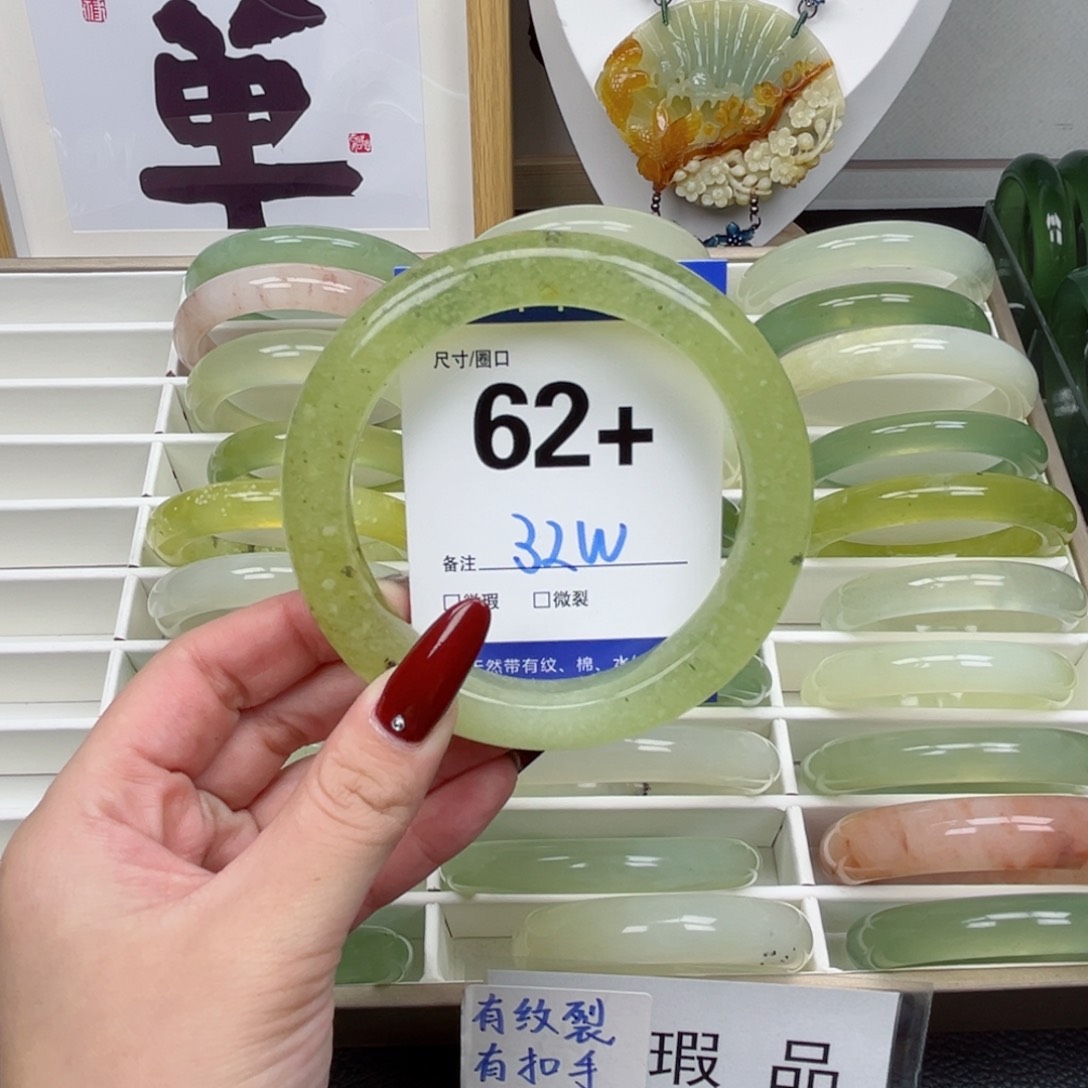 尺寸/圈口
62+
备注 32W
□微瑕 □微裂
天然带有纹、棉、水
有纹裂
有扣手
瑕 品